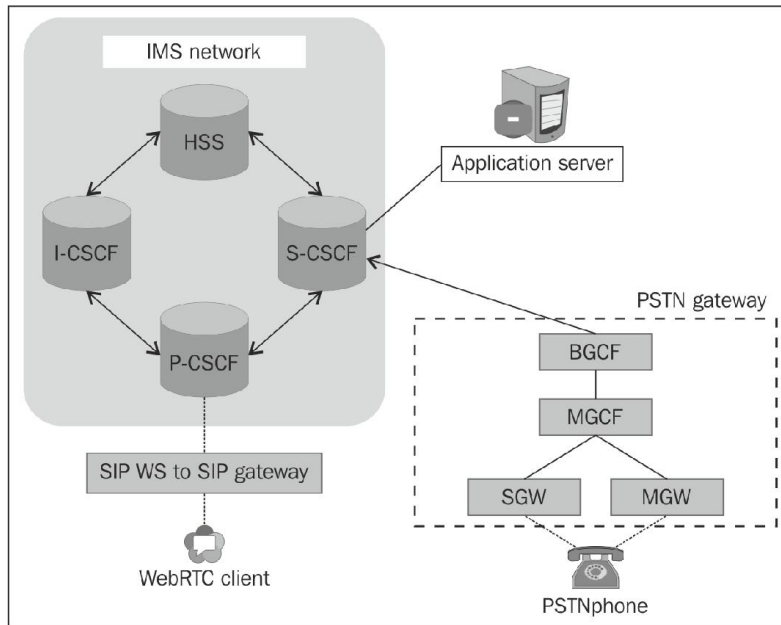 IMS network
HSS
Application server
I-CSCF
S-CSCF
PSTN gateway
P-CSCF
BGCF
MGCF
SIP WS to SIP gateway
SGW
MGW
WebRTC client
PSTNphone